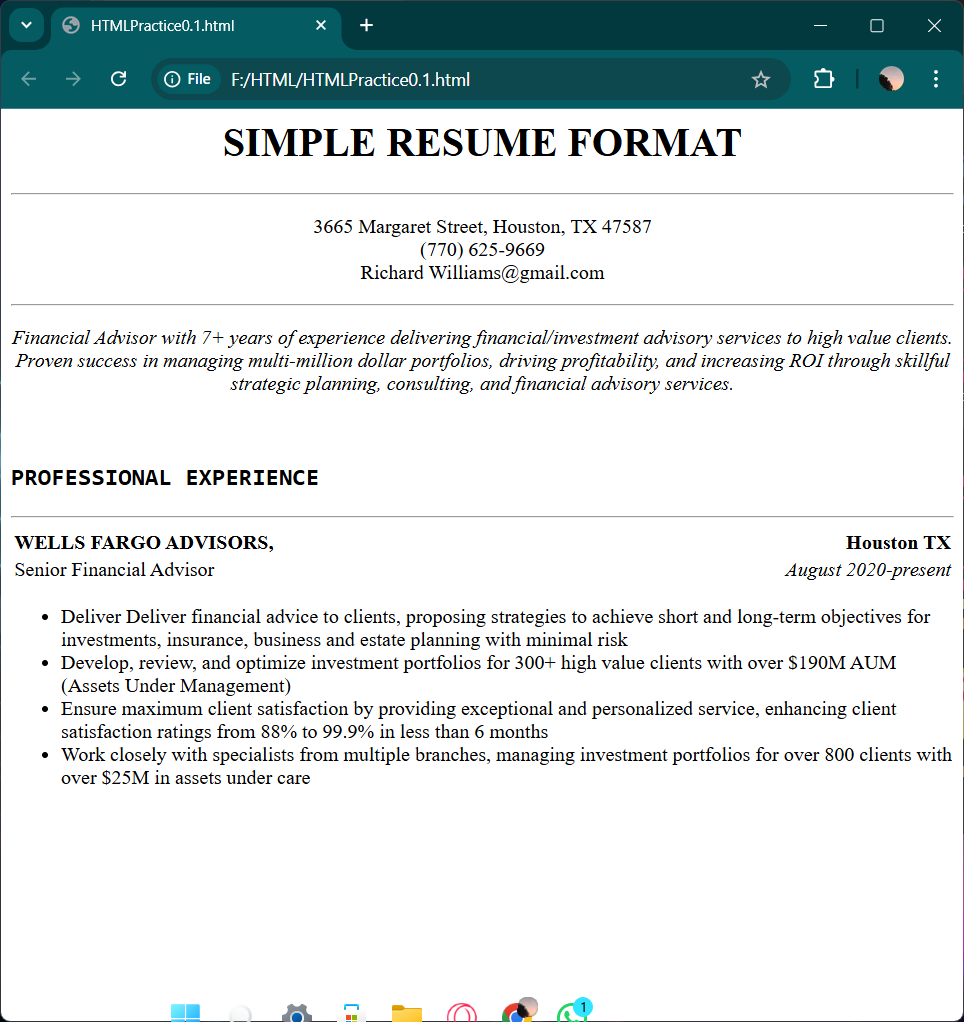 HTMLPractice0.1.html
File F:/HTML/HTMLPractice0.1.html
SIMPLE RESUME FORMAT
3665 Margaret Street, Houston, TX 47587
(770) 625-9669
Richard Williams@gmail.com
Financial Advisor with 7+ years of experience delivering financial/investment advisory services to high value clients.
Proven success in managing multi-million dollar portfolios, driving profitability, and increasing ROI through skillful
strategic planning, consulting, and financial advisory services.
PROFESSIONAL EXPERIENCE
WELLS FARGO ADVISORS, Houston TX
Senior Financial Advisor August 2020-present
• Deliver Deliver financial advice to clients, proposing strategies to achieve short and long-term objectives for
investments, insurance, business and estate planning with minimal risk
• Develop, review, and optimize investment portfolios for 300+ high value clients with over $190M AUM
(Assets Under Management)
• Ensure maximum client satisfaction by providing exceptional and personalized service, enhancing client
satisfaction ratings from 88% to 99.9% in less than 6 months
• Work closely with specialists from multiple branches, managing investment portfolios for over 800 clients with
over $25M in assets under care
1